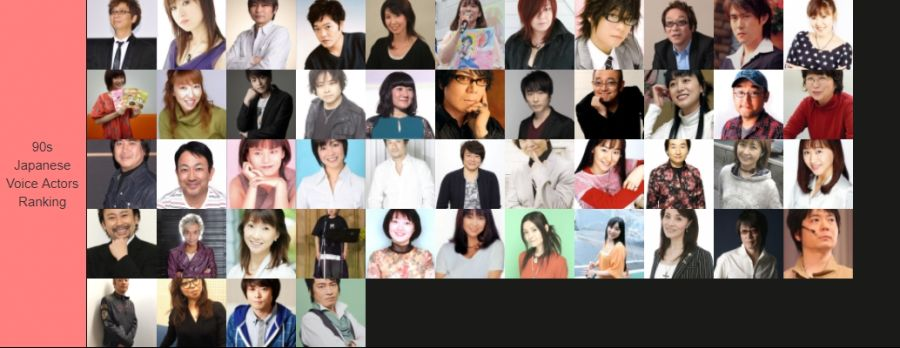 90s
Japanese
Voice Actors
Ranking